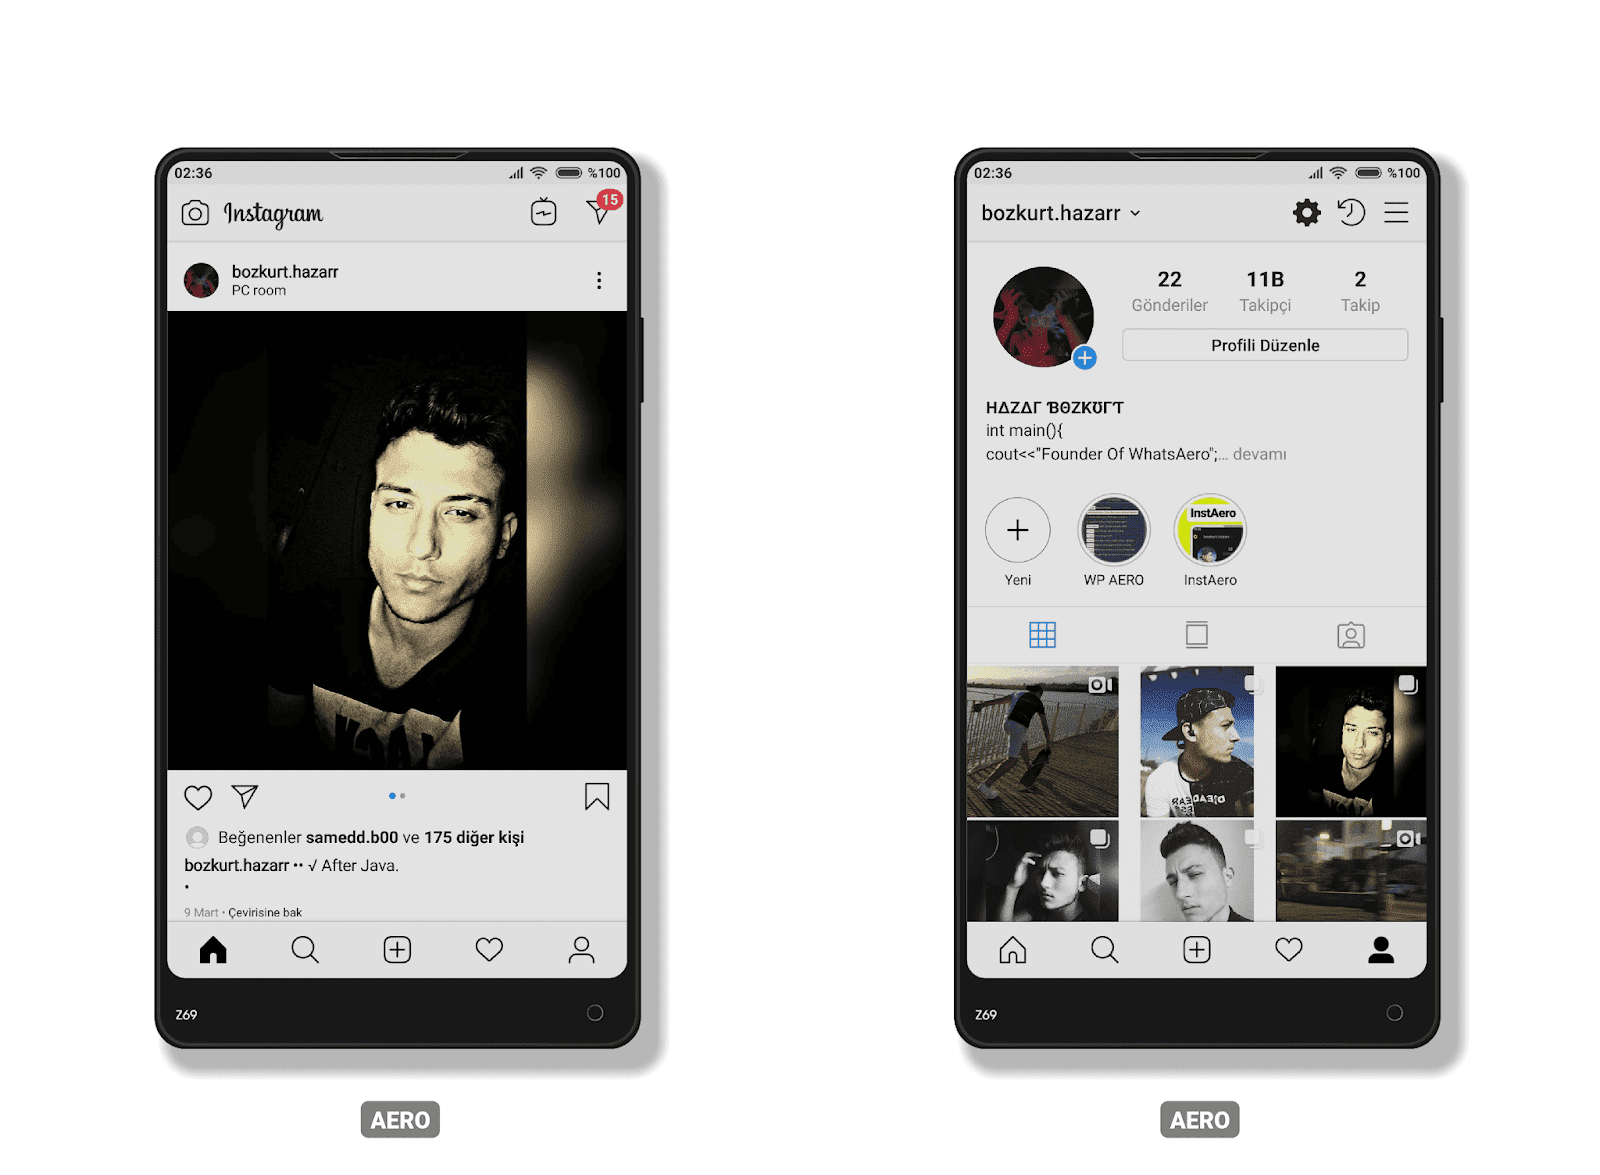 02:36
%100
Instagram
15
bozkurt.hazarr
PC room
Beğenenler samedd.b00 ve 175 diğer kişi
bozkurt.hazarr •• √ After Java.
•
9 Mart • Çevirisine bak
Z69
AERO
02:36
%100
bozkurt.hazarr
22 11B 2
Gönderiler Takipçi Takip
Profili Düzenle
HΔZΔΓ ƁΘZKƱΓͲ
int main(){
cout<<"Founder Of WhatsAero";... devamı
InstAero
Yeni WP AERO InstAero
Z69
AERO